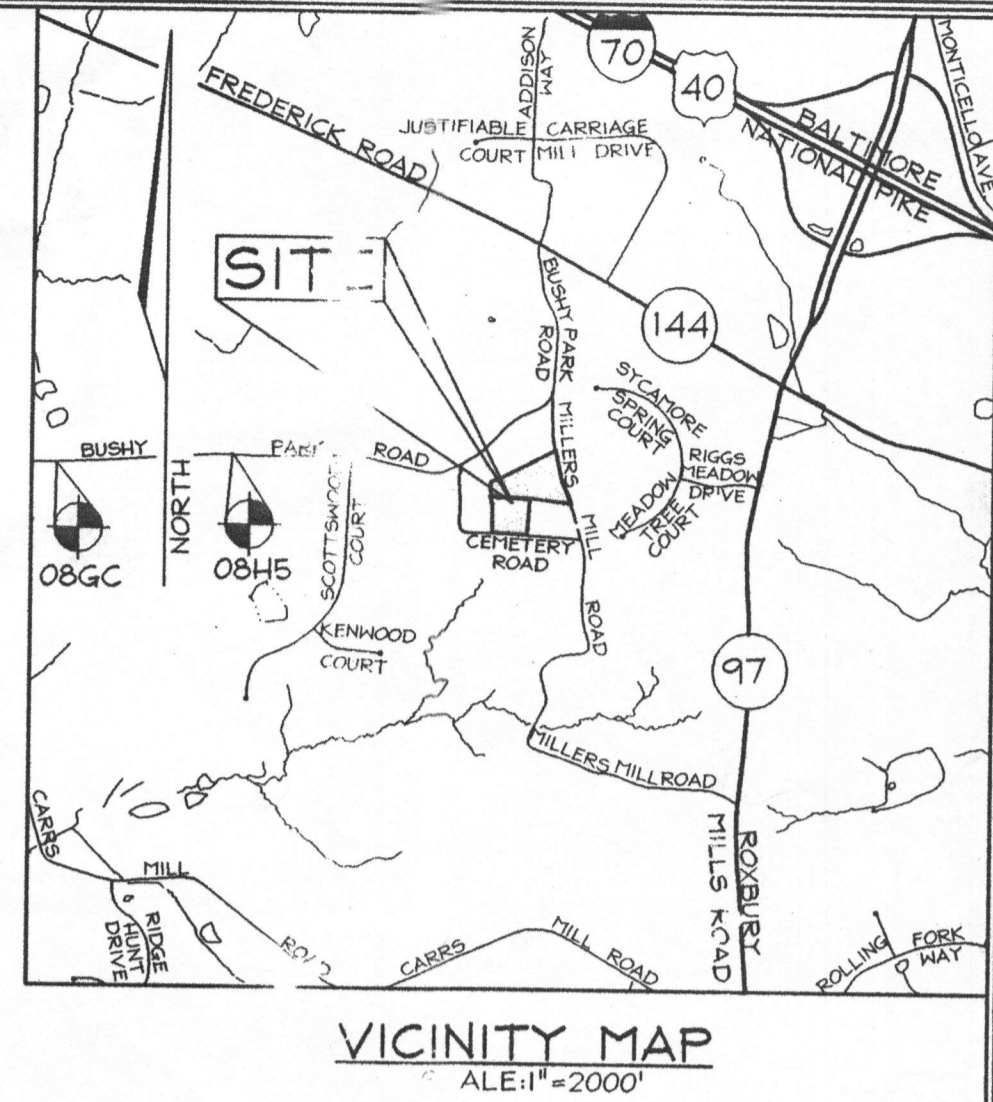 70
40
ADDISON
WAY
MONTICELLO AVE
FREDERICK ROAD
JUSTIFIABLE
COURT
CARRIAGE
MILL DRIVE
BALTIMORE
NATIONAL PIKE
SIT
BUSHY PARK
ROAD
144
SYCAMORE
SPRING
COURT
BUSHY
ROAD
RIGGS
MEADOW
DRIVE
MEADOW
TREE
COURT
MILLERS
MILL
ROAD
NORTH
08GC
08H5
SCOTTSWOOD
COURT
CEMETERY
ROAD
KENWOOD
COURT
97
MILLERS MILL ROAD
CARRS
MILL
ROAD
RIDGE
HUNT
DRIVE
CARRS
MILL
ROAD
ROXBURY
MILLS ROAD
ROLLING
FORK
WAY
VICINITY MAP
ALE:1"=2000'